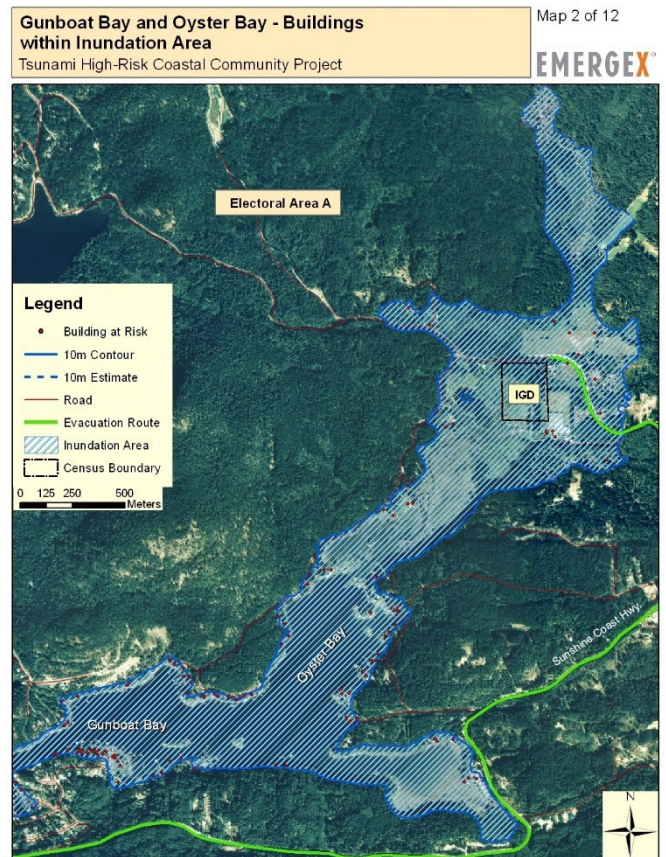 Gunboat Bay and Oyster Bay - Buildings
within Inundation Area
Tsunami High-Risk Coastal Community Project
Map 2 of 12
EMERGEX
Electoral Area A
Legend
Building at Risk
10m Contour
10m Estimate
Road
Evacuation Route
Inundation Area
Census Boundary
0 125 250 500
Meters
IGD
Sunshine Coast Hwy.
Oyster Bay
Gunboat Bay
N